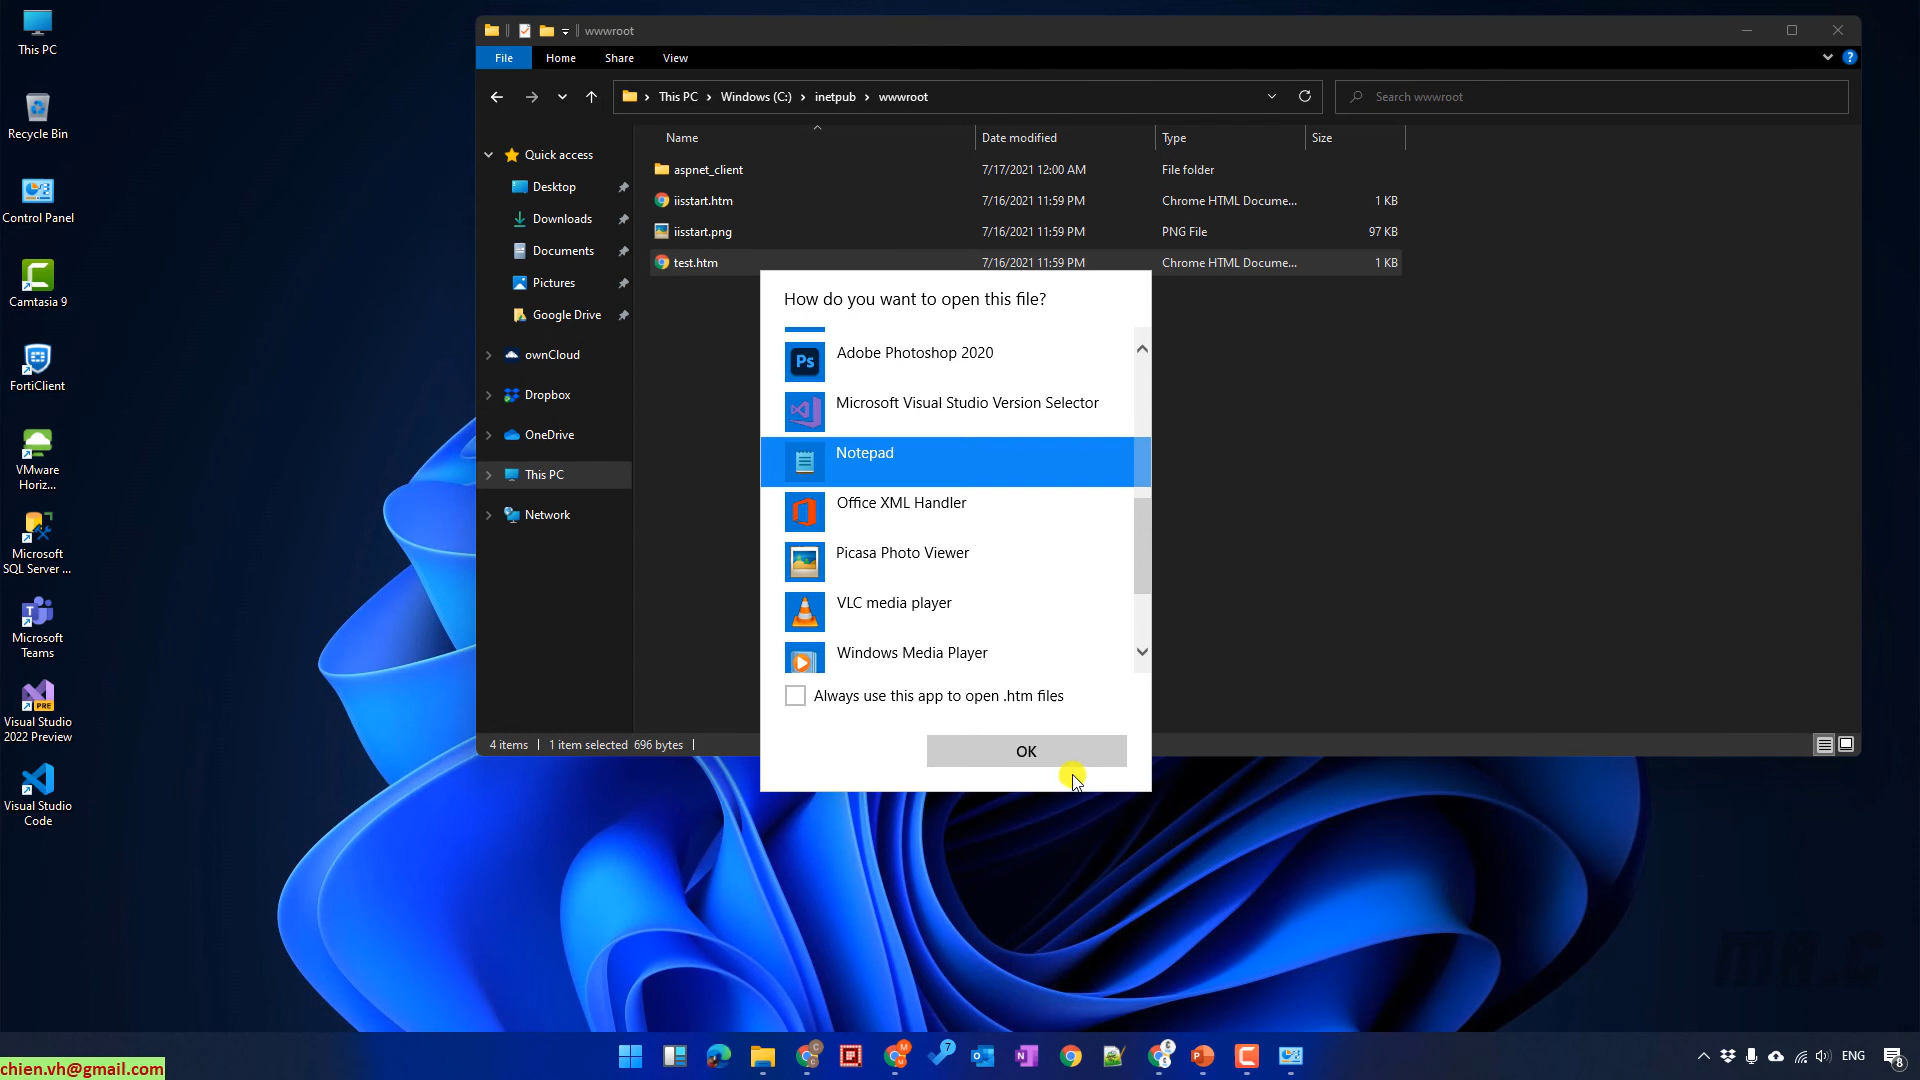 This PC
Recycle Bin
Control Panel
Camtasia 9
FortiClient
VMware
Horiz...
Microsoft
SQL Server ...
Microsoft
Teams
PRE
Visual Studio
2022 Preview
Visual Studio
Code
wwwroot
File Home Share View
This PC Windows (C:) inetpub wwwroot
Search wwwroot
Quick access
Desktop
Downloads
Documents
Pictures
Google Drive
ownCloud
Dropbox
OneDrive
This PC
Network
Name Date modified Type Size
aspnet_client 7/17/2021 12:00 AM File folder
iisstart.htm 7/16/2021 11:59 PM Chrome HTML Docume... 1 KB
iisstart.png 7/16/2021 11:59 PM PNG File 97 KB
test.htm 7/16/2021 11:59 PM Chrome HTML Docume... 1 KB
How do you want to open this file?
Ps Adobe Photoshop 2020
Microsoft Visual Studio Version Selector
Notepad
Office XML Handler
Picasa Photo Viewer
VLC media player
Windows Media Player
Always use this app to open .htm files
OK
4 items 1 item selected 696 bytes
MR.C
7
ENG
8
chien.vh@gmail.com